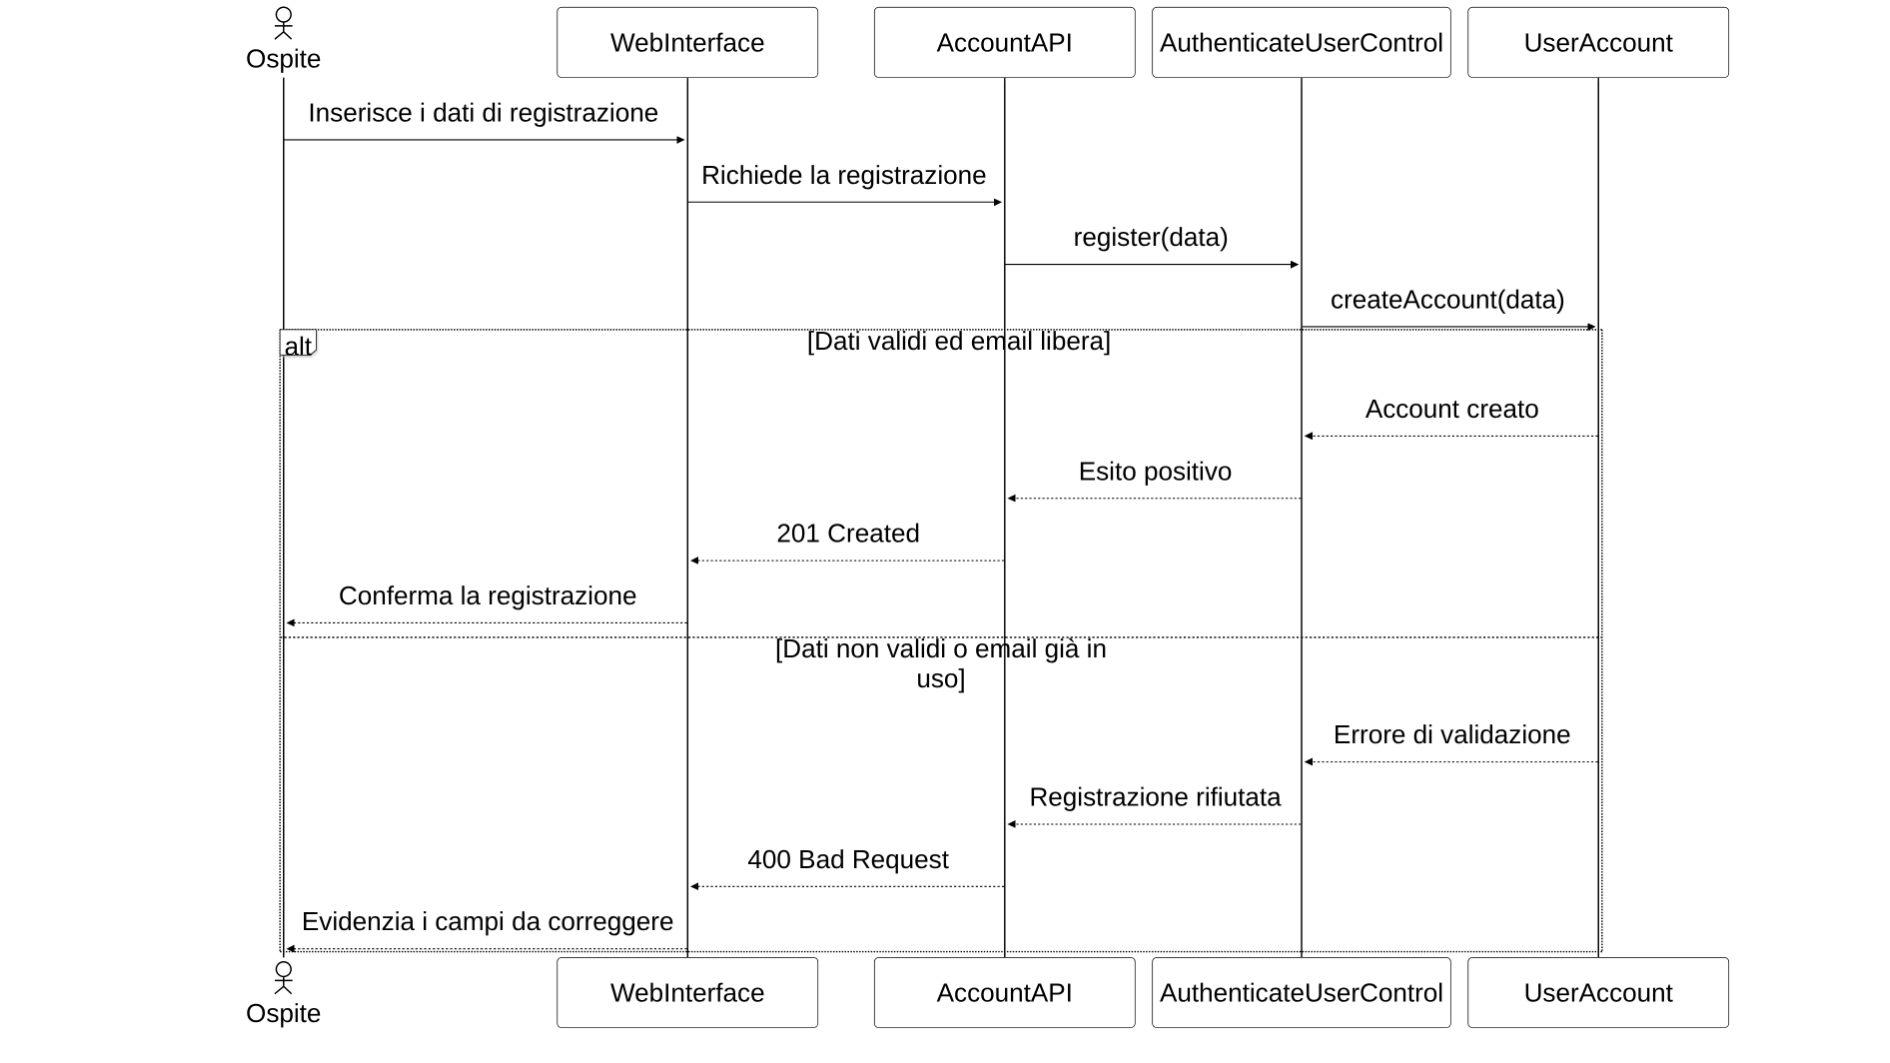 Ospite
WebInterface
AccountAPI
AuthenticateUserControl
UserAccount
Inserisce i dati di registrazione
Richiede la registrazione
register(data)
createAccount(data)
alt
[Dati validi ed email libera]
Account creato
Esito positivo
201 Created
Conferma la registrazione
[Dati non validi o email già in
uso]
Errore di validazione
Registrazione rifiutata
400 Bad Request
Evidenzia i campi da correggere
Ospite
WebInterface
AccountAPI
AuthenticateUserControl
UserAccount